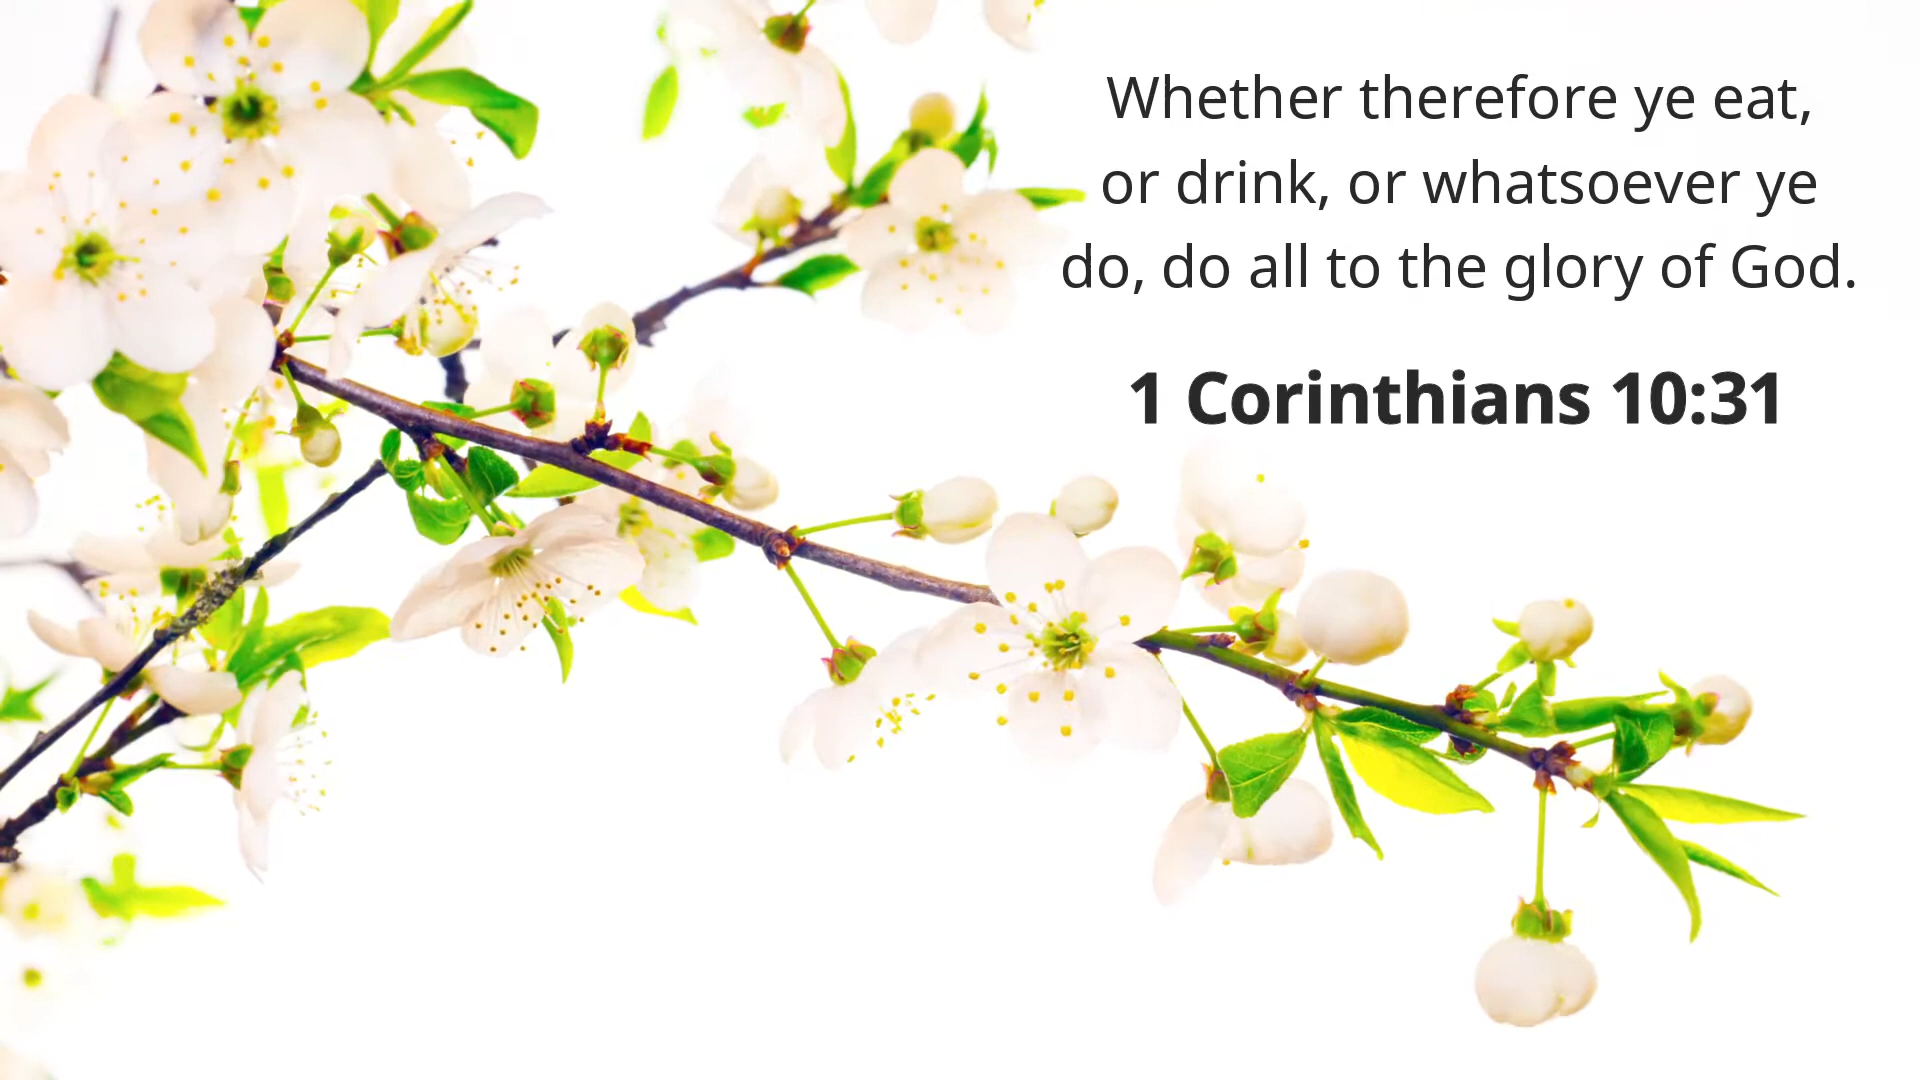 Whether therefore ye eat,
or drink, or whatsoever ye
do, do all to the glory of God.
1 Corinthians 10:31